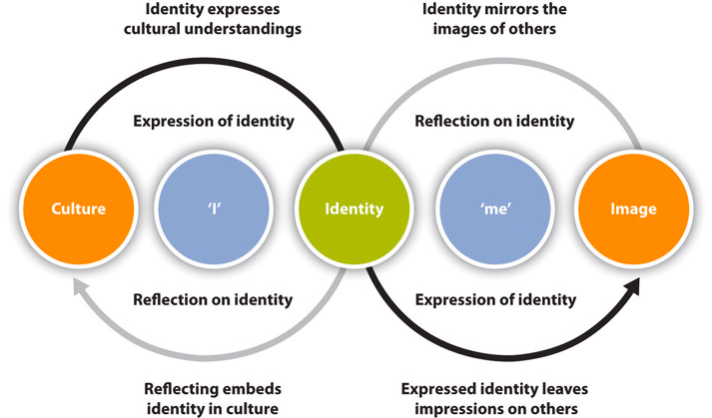 Identity expresses
cultural understandings
Identity mirrors the
images of others
Expression of identity
Reflection on identity
Culture
‘I’
Identity
‘me’
Image
Reflection on identity
Expression of identity
Reflecting embeds
identity in culture
Expressed identity leaves
impressions on others